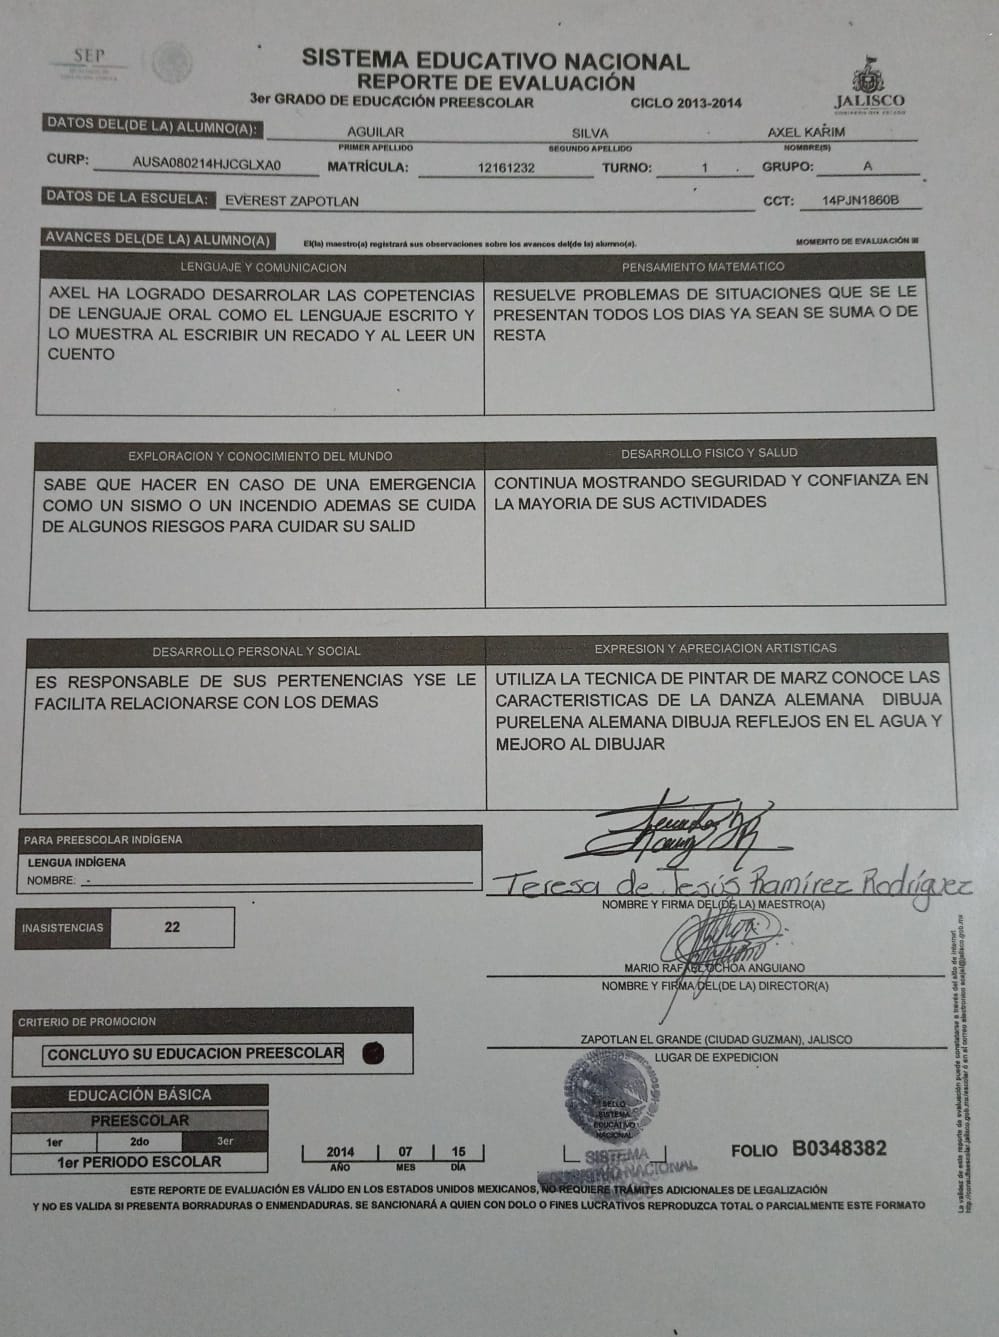 SEP
SISTEMA EDUCATIVO NACIONAL
REPORTE DE EVALUACIÓN
3er GRADO DE EDUCACIÓN PREESCOLAR CICLO 2013-2014
JALISCO
DATOS DEL(DE LA) ALUMNO(A): AGUILAR SILVA AXEL KARIM
PRIMER APELLIDO SEGUNDO APELLIDO NOMBRE(S)
CURP: AUSA080214HJCGLXA0 MATRÍCULA: 12161232 TURNO: 1 GRUPO: A
DATOS DE LA ESCUELA: EVEREST ZAPOTLAN CCT: 14PJN1860B
AVANCES DEL(DE LA) ALUMNO(A) El(la) maestro(a) registrará sus observaciones sobre los avances del(de la) alumno(a). MOMENTO DE EVALUACIÓN III
LENGUAJE Y COMUNICACION
AXEL HA LOGRADO DESARROLAR LAS COPETENCIAS
DE LENGUAJE ORAL COMO EL LENGUAJE ESCRITO Y
LO MUESTRA AL ESCRIBIR UN RECADO Y AL LEER UN
CUENTO
PENSAMIENTO MATEMATICO
RESUELVE PROBLEMAS DE SITUACIONES QUE SE LE
PRESENTAN TODOS LOS DIAS YA SEAN SE SUMA O DE
RESTA
EXPLORACION Y CONOCIMIENTO DEL MUNDO
SABE QUE HACER EN CASO DE UNA EMERGENCIA
COMO UN SISMO O UN INCENDIO ADEMAS SE CUIDA
DE ALGUNOS RIESGOS PARA CUIDAR SU SALID
DESARROLLO FISICO Y SALUD
CONTINUA MOSTRANDO SEGURIDAD Y CONFIANZA EN
LA MAYORIA DE SUS ACTIVIDADES
DESARROLLO PERSONAL Y SOCIAL
ES RESPONSABLE DE SUS PERTENENCIAS YSE LE
FACILITA RELACIONARSE CON LOS DEMAS
EXPRESION Y APRECIACION ARTISTICAS
UTILIZA LA TECNICA DE PINTAR DE MARZ CONOCE LAS
CARACTERISTICAS DE LA DANZA ALEMANA DIBUJA
PURELENA ALEMANA DIBUJA REFLEJOS EN EL AGUA Y
MEJORO AL DIBUJAR
PARA PREESCOLAR INDÍGENA
LENGUA INDÍGENA
NOMBRE: -
Teresa de Jesús Ramírez Rodríguez
NOMBRE Y FIRMA DEL(DE LA) MAESTRO(A)
INASISTENCIAS 22
MARIO RAFAEL OCHOA ANGUIANO
NOMBRE Y FIRMA DEL(DE LA) DIRECTOR(A)
CRITERIO DE PROMOCION
CONCLUYO SU EDUCACION PREESCOLAR
ZAPOTLAN EL GRANDE (CIUDAD GUZMAN), JALISCO
LUGAR DE EXPEDICION
EDUCACIÓN BÁSICA
PREESCOLAR
1er 2do 3er
1er PERIODO ESCOLAR
2014 07 15
AÑO MES DÍA
SELLO
SISTEMA
EDUCATIVO
NACIONAL
SISTEMA
NACIONAL
FOLIO B0348382
ESTE REPORTE DE EVALUACIÓN ES VÁLIDO EN LOS ESTADOS UNIDOS MEXICANOS, NO REQUIERE TRÁMITES ADICIONALES DE LEGALIZACIÓN
Y NO ES VALIDA SI PRESENTA BORRADURAS O ENMENDADURAS. SE SANCIONARÁ A QUIEN CON DOLO O FINES LUCRATIVOS REPRODUZCA TOTAL O PARCIALMENTE ESTE FORMATO
La validez de este reporte de evaluación puede